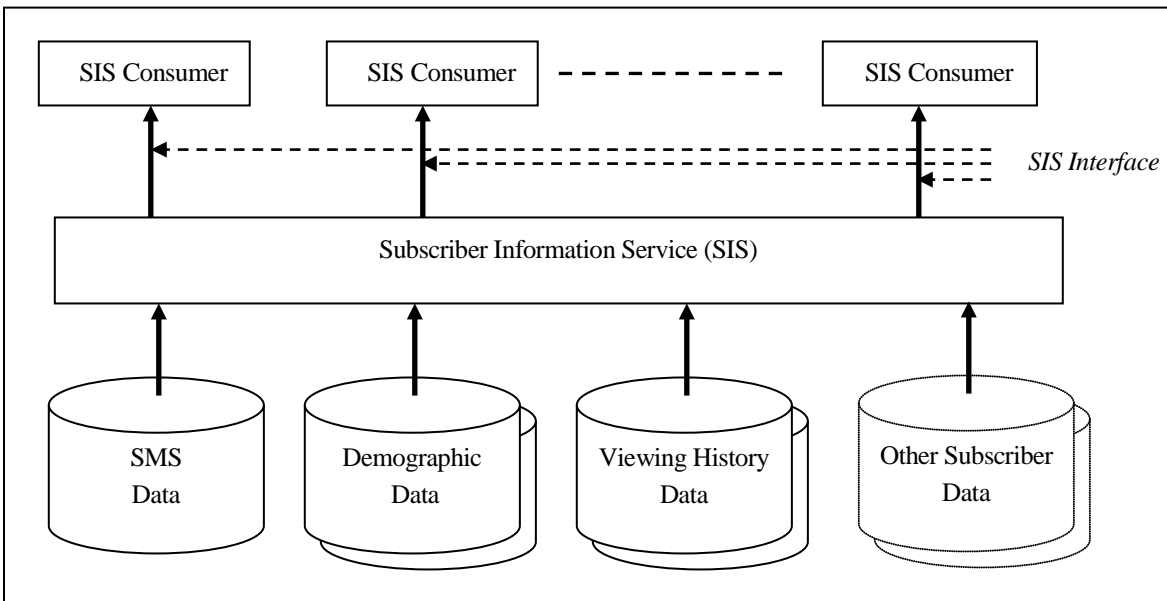 SIS Consumer
SIS Consumer
SIS Consumer
SIS Interface
Subscriber Information Service (SIS)
SMS
Data
Demographic
Data
Viewing History
Data
Other Subscriber
Data